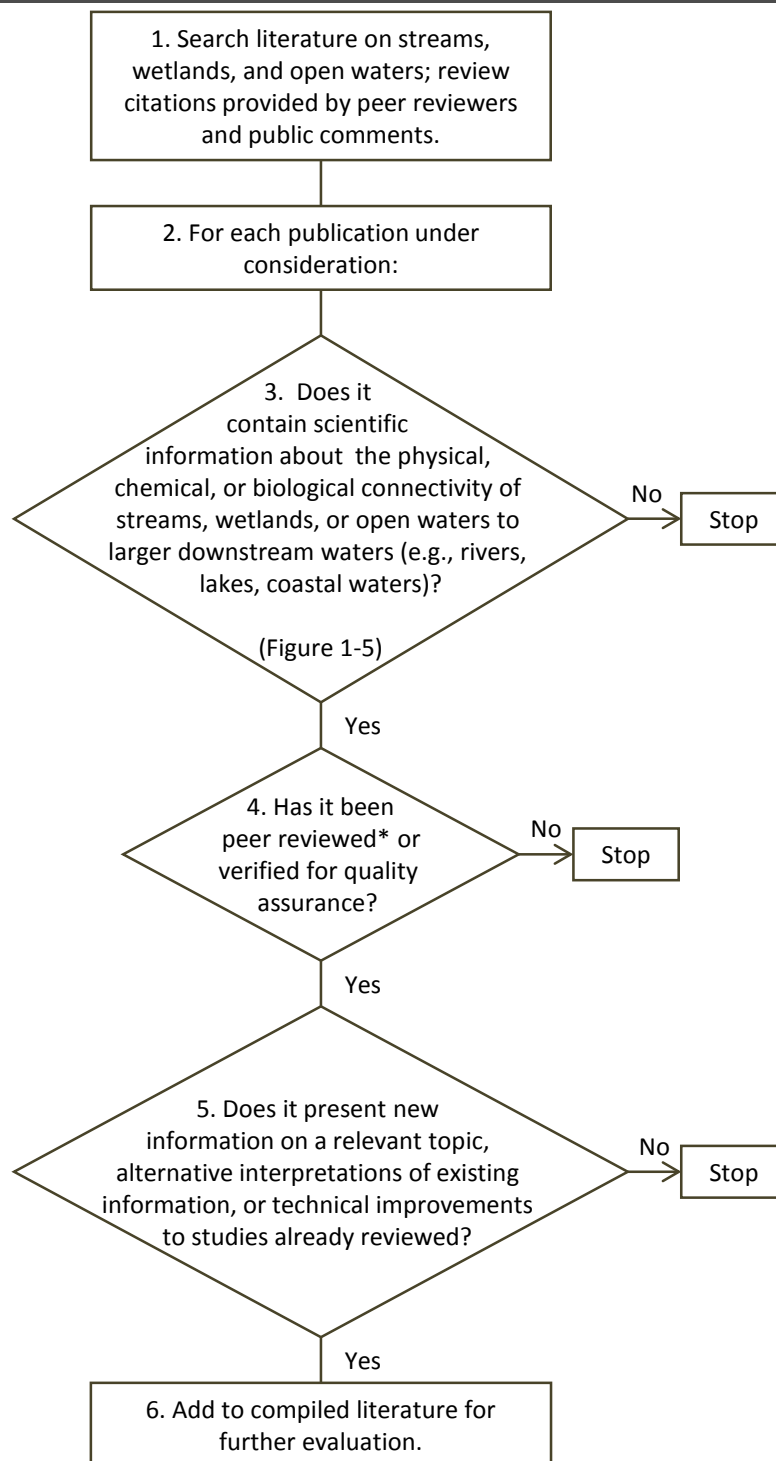 1. Search literature on streams,
wetlands, and open waters; review
citations provided by peer reviewers
and public comments.
2. For each publication under
consideration:
3. Does it
contain scientific
information about the physical,
chemical, or biological connectivity of
streams, wetlands, or open waters to
larger downstream waters (e.g., rivers,
lakes, coastal waters)?
(Figure 1-5)
No
Stop
Yes
4. Has it been
peer reviewed* or
verified for quality
assurance?
No
Stop
Yes
5. Does it present new
information on a relevant topic,
alternative interpretations of existing
information, or technical improvements
to studies already reviewed?
No
Stop
Yes
6. Add to compiled literature for
further evaluation.